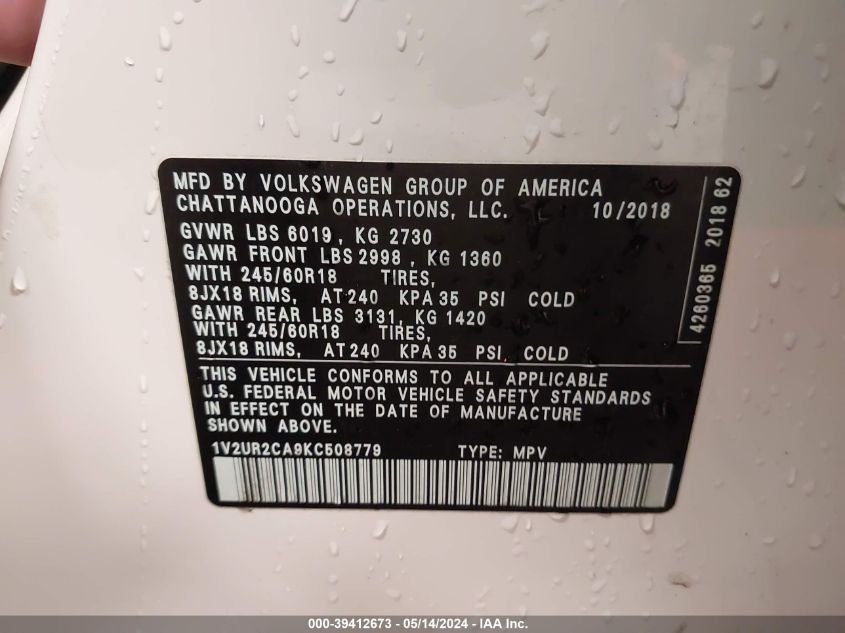 MFD BY VOLKSWAGEN GROUP OF AMERICA
CHATTANOOGA OPERATIONS, LLC. 10/2018
GVWR LBS 6019, KG 2730
GAWR FRONT LBS 2998, KG 1360
WITH 245/60R18 TIRES,
8JX18 RIMS, AT 240 KPA 35 PSI COLD
GAWR REAR LBS 3131, KG 1420
WITH 245/60R18 TIRES,
8JX18 RIMS, AT 240 KPA 35 PSI, COLD
THIS VEHICLE CONFORMS TO ALL APPLICABLE
U.S. FEDERAL MOTOR VEHICLE SAFETY STANDARDS
IN EFFECT ON THE DATE OF MANUFACTURE
SHOWN ABOVE.
1V2UR2CA9KC508779 TYPE: MPV
4260365 2018 62
000-39412673 - 05/14/2024 - IAA Inc.